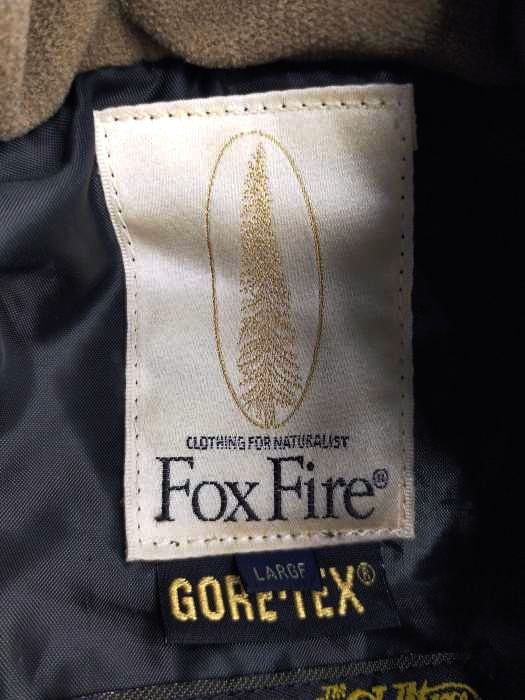 CLOTHING FOR NATURALIST
Fox Fire®
LARGE
GORE-TEX®